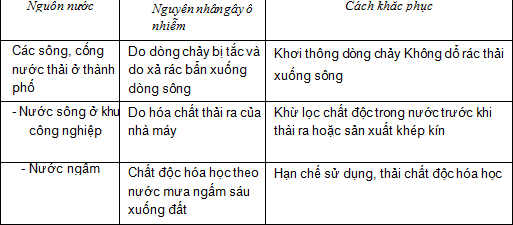 Nguồn nước
Nguyên nhângây ô
nhiễm
Cách khắc phục
Các sông, cống
nước thải ở thành
phố
Do dòng chảy bị tắc và
do xả rác bẩn xuống
dòng sông
Khơi thông dòng chảy Không dổ rác thải
xuống sông
- Nước sông ở khu
công nghiệp
Do hóa chất thải ra của
nhà máy
Khừ lọc chất độc trong nước trước khi
thài ra hoặc sản xuất khép kín
- Nước ngầm
Chất độc hóa học theo
nước mưa ngấm sáu
xuống đất
Hạn chế sử dụng, thải chất độc hóa học